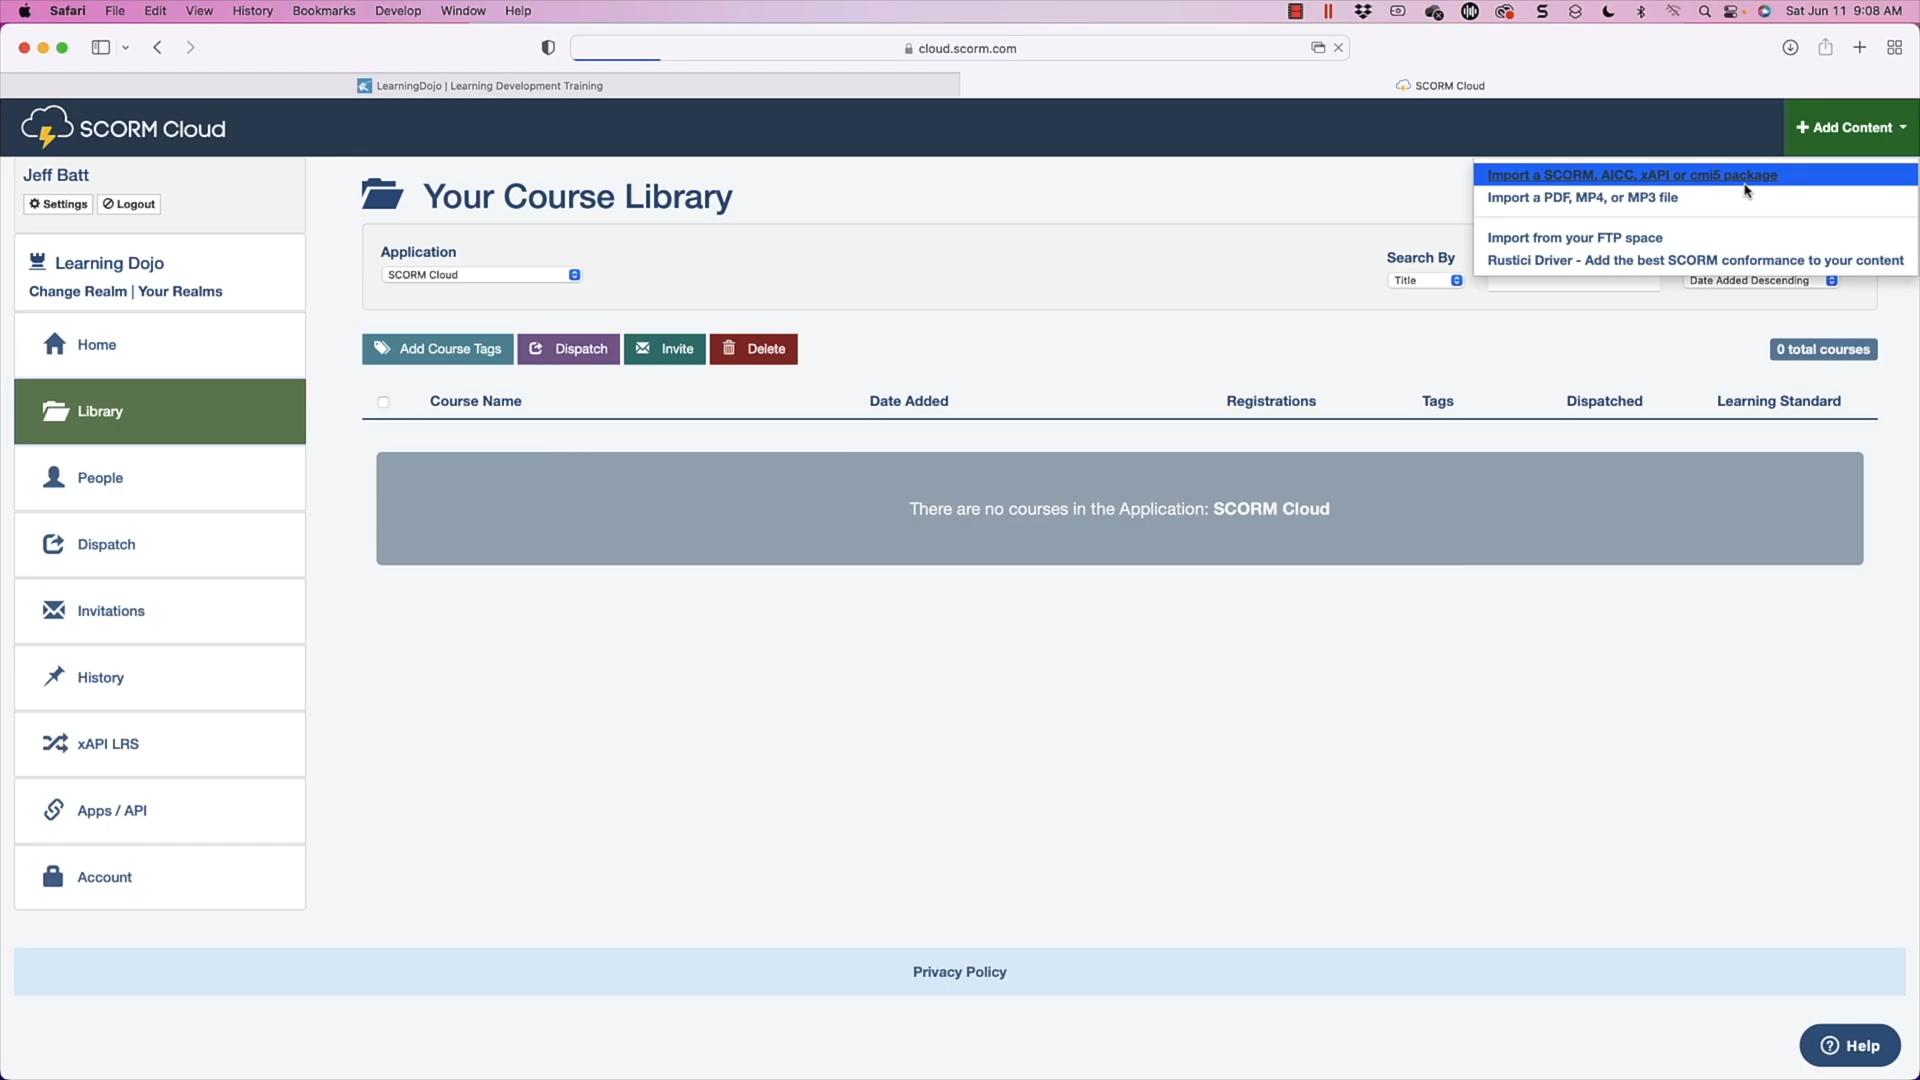 Safari File Edit View History Bookmarks Develop Window Help Sat Jun 11 9:08 AM
cloud.scorm.com
LearningDojo | Learning Development Training
SCORM Cloud
SCORM Cloud
Add Content
Jeff Batt
Settings
Logout
Import a SCORM, AICC, xAPI or cmi5 package
Import a PDF, MP4, or MP3 file
Import from your FTP space
Rustici Driver - Add the best SCORM conformance to your content
Your Course Library
Learning Dojo
Change Realm | Your Realms
Application
SCORM Cloud
Search By
Title
Date Added Descending
Home
Library
People
Dispatch
Invitations
History
xAPI LRS
Apps / API
Account
Add Course Tags
Dispatch
Invite
Delete
0 total courses
Course Name Date Added Registrations Tags Dispatched Learning Standard
There are no courses in the Application: SCORM Cloud
Privacy Policy
Help